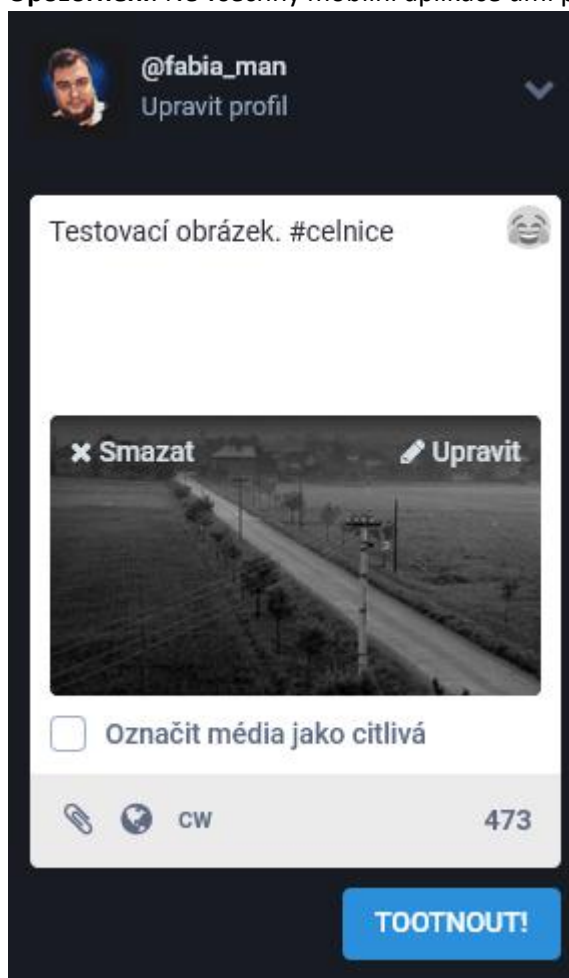 @fabia_man
Upravit profil
Testovací obrázek. #celnice
Smazat
Upravit
Označit média jako citlivá
CW
473
TOOTNOUT!